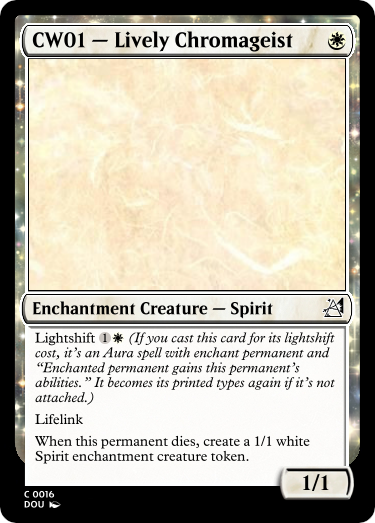 CW01 — Lively Chromageist
Enchantment Creature — Spirit
Lightshift 1 (If you cast this card for its lightshift
cost, it's an Aura spell with enchant permanent and
“Enchanted permanent gains this permanent's
abilities.” It becomes its printed types again if it's not
attached.)
Lifelink
When this permanent dies, create a 1/1 white
Spirit enchantment creature token.
1/1
C 0016
DOU